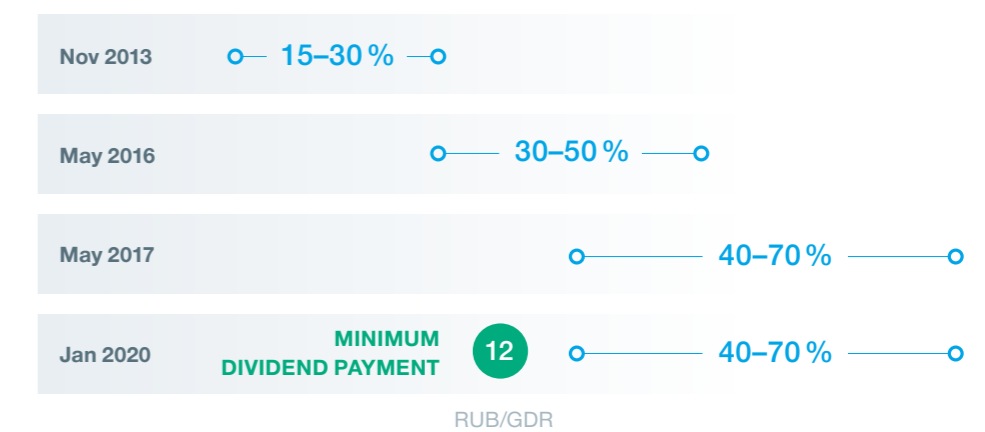 Nov 2013 15–30 %
May 2016 30–50 %
May 2017 40–70 %
Jan 2020 MINIMUM DIVIDEND PAYMENT 12 40–70 %
RUB/GDR